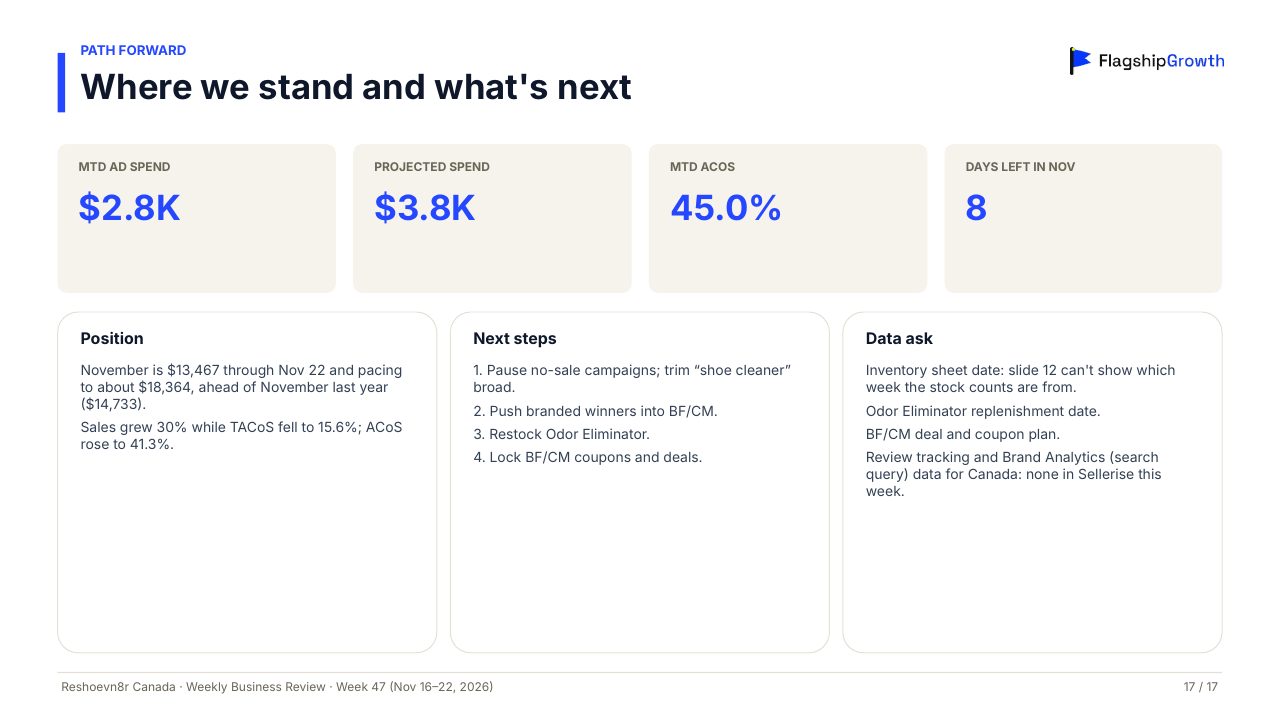 PATH FORWARD
Where we stand and what's next
FlagshipGrowth
MTD AD SPEND
$2.8K
PROJECTED SPEND
$3.8K
MTD ACOS
45.0%
DAYS LEFT IN NOV
8
Position
November is $13,467 through Nov 22 and pacing
to about $18,364, ahead of November last year
($14,733).
Sales grew 30% while TACoS fell to 15.6%; ACoS
rose to 41.3%.
Next steps
1. Pause no-sale campaigns; trim “shoe cleaner”
broad.
2. Push branded winners into BF/CM.
3. Restock Odor Eliminator.
4. Lock BF/CM coupons and deals.
Data ask
Inventory sheet date: slide 12 can't show which
week the stock counts are from.
Odor Eliminator replenishment date.
BF/CM deal and coupon plan.
Review tracking and Brand Analytics (search
query) data for Canada: none in Sellerise this
week.
Reshoevn8r Canada · Weekly Business Review · Week 47 (Nov 16–22, 2026)
17 / 17